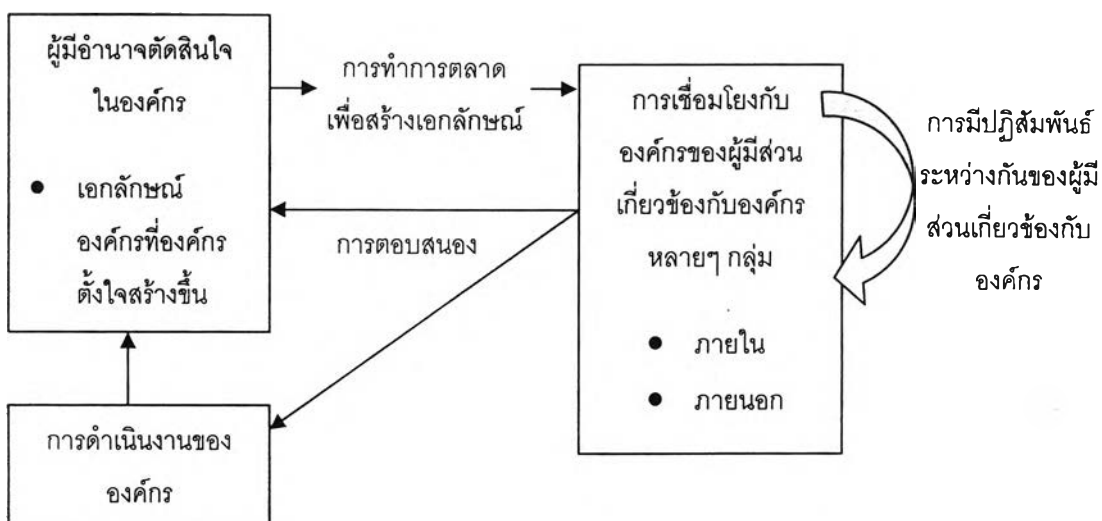 ผู้มีอำนาจตัดสินใจ
ในองค์กร
● เอกลักษณ์
องค์กรที่องค์กร
ตั้งใจสร้างขึ้น
การทำการตลาด
เพื่อสร้างเอกลักษณ์
การตอบสนอง
การเชื่อมโยงกับ
องค์กรของผู้มีส่วน
เกี่ยวข้องกับองค์กร
หลายๆ กลุ่ม
● ภายใน
● ภายนอก
การมีปฏิสัมพันธ์
ระหว่างกันของผู้มี
ส่วนเกี่ยวข้องกับ
องค์กร
การดำเนินงานของ
องค์กร